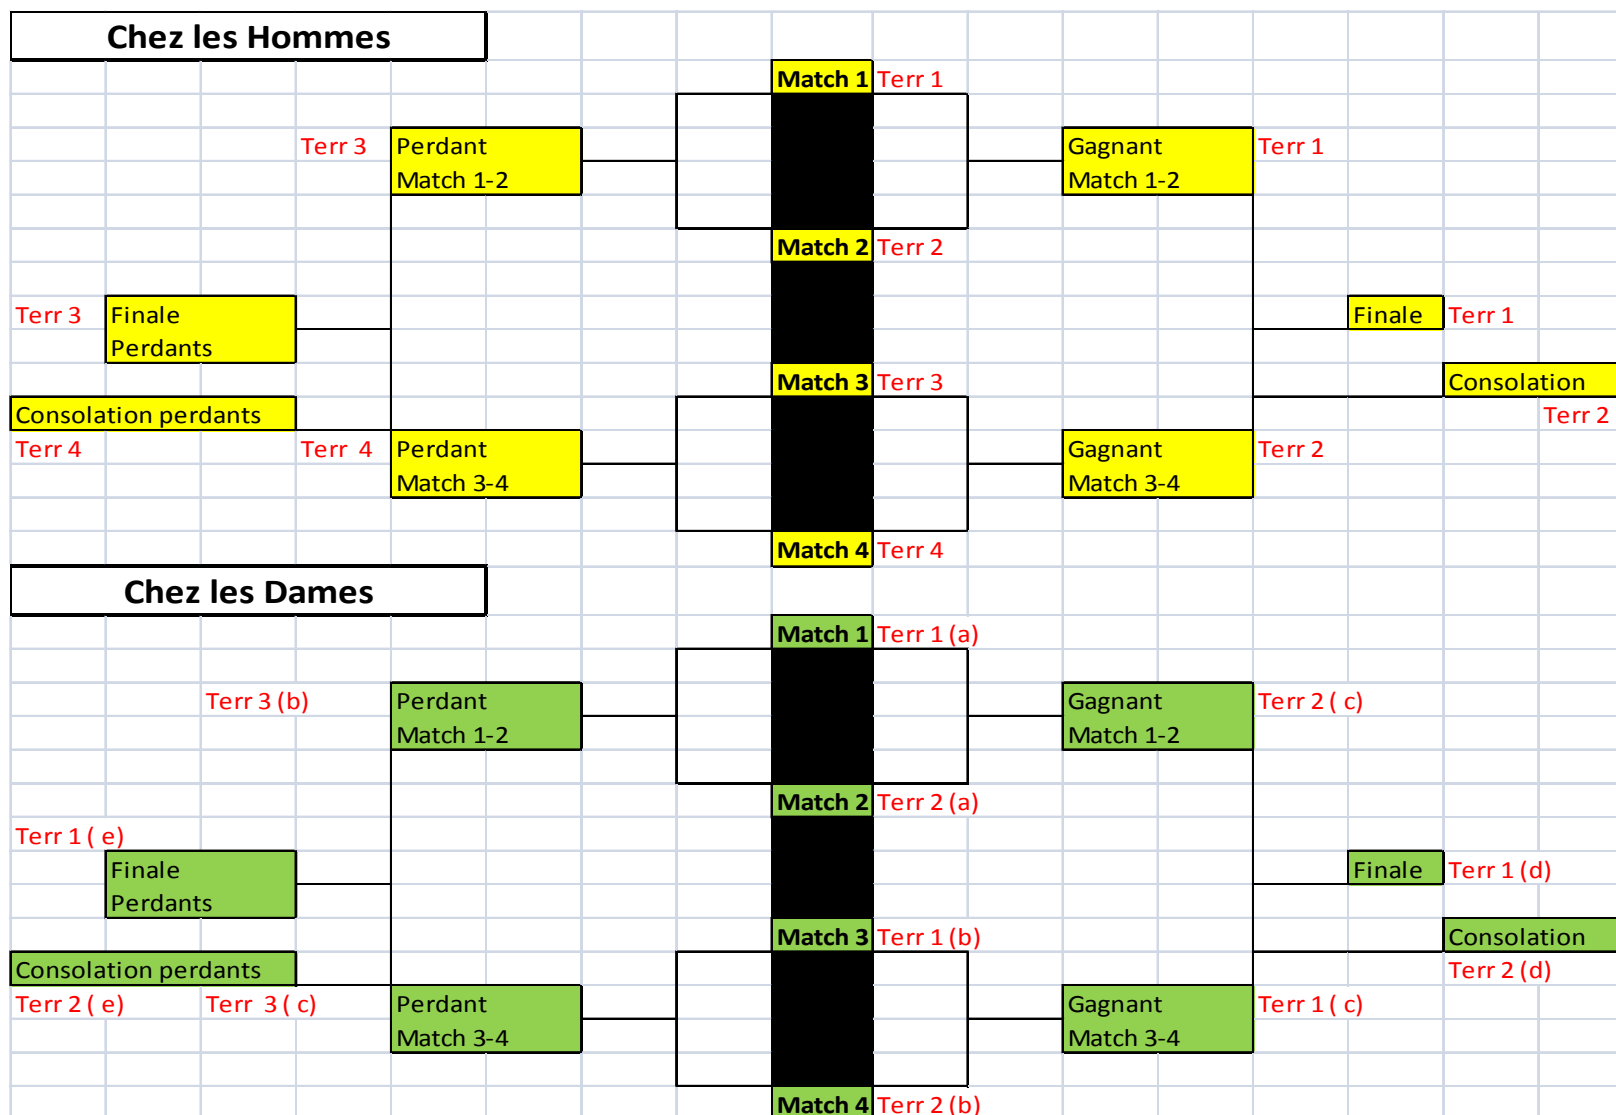 Chez les Hommes
Match 1 Terr 1
Terr 3 Perdant Gagnant Terr 1
Match 1-2 Match 1-2
Match 2 Terr 2
Terr 3 Finale Finale Terr 1
Perdants
Match 3 Terr 3 Consolation
Consolation perdants Terr 2
Terr 4 Terr 4 Perdant Gagnant Terr 2
Match 3-4 Match 3-4
Match 4 Terr 4
Chez les Dames
Match 1 Terr 1 (a)
Terr 3 (b) Perdant Gagnant Terr 2 ( c)
Match 1-2 Match 1-2
Match 2 Terr 2 (a)
Terr 1 ( e)
Finale Finale Terr 1 (d)
Perdants
Match 3 Terr 1 (b) Consolation
Consolation perdants Terr 2 (d)
Terr 2 ( e) Terr 3 ( c) Perdant Gagnant Terr 1 ( c)
Match 3-4 Match 3-4
Match 4 Terr 2 (b)